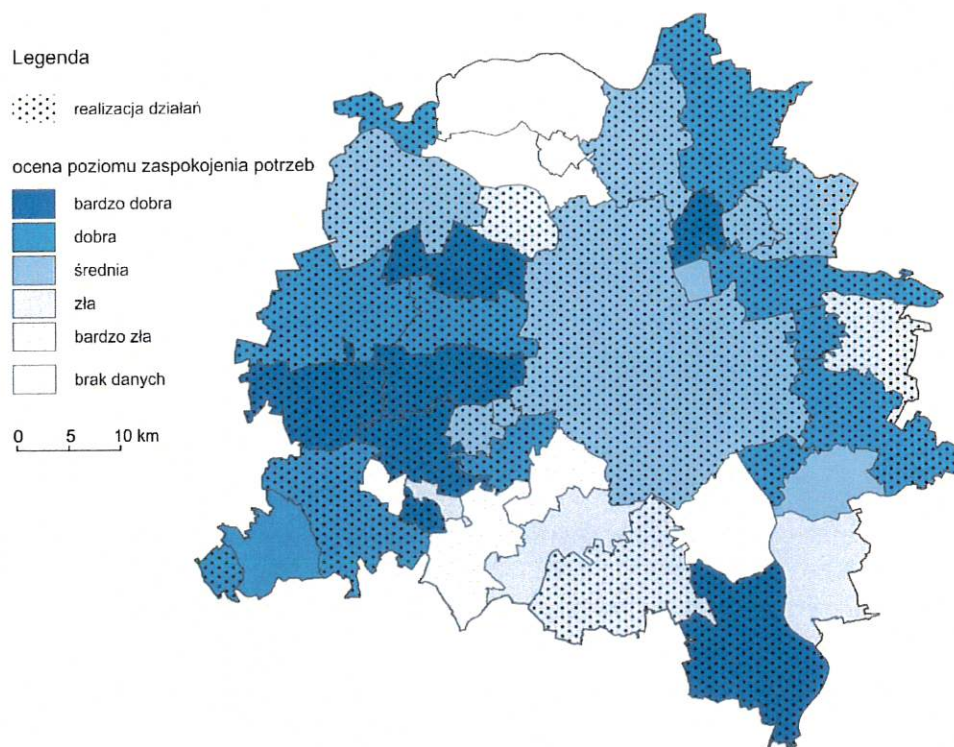 Legenda
realizacja działań
ocena poziomu zaspokojenia potrzeb
bardzo dobra
dobra
średnia
zła
bardzo zła
brak danych
0 5 10 km